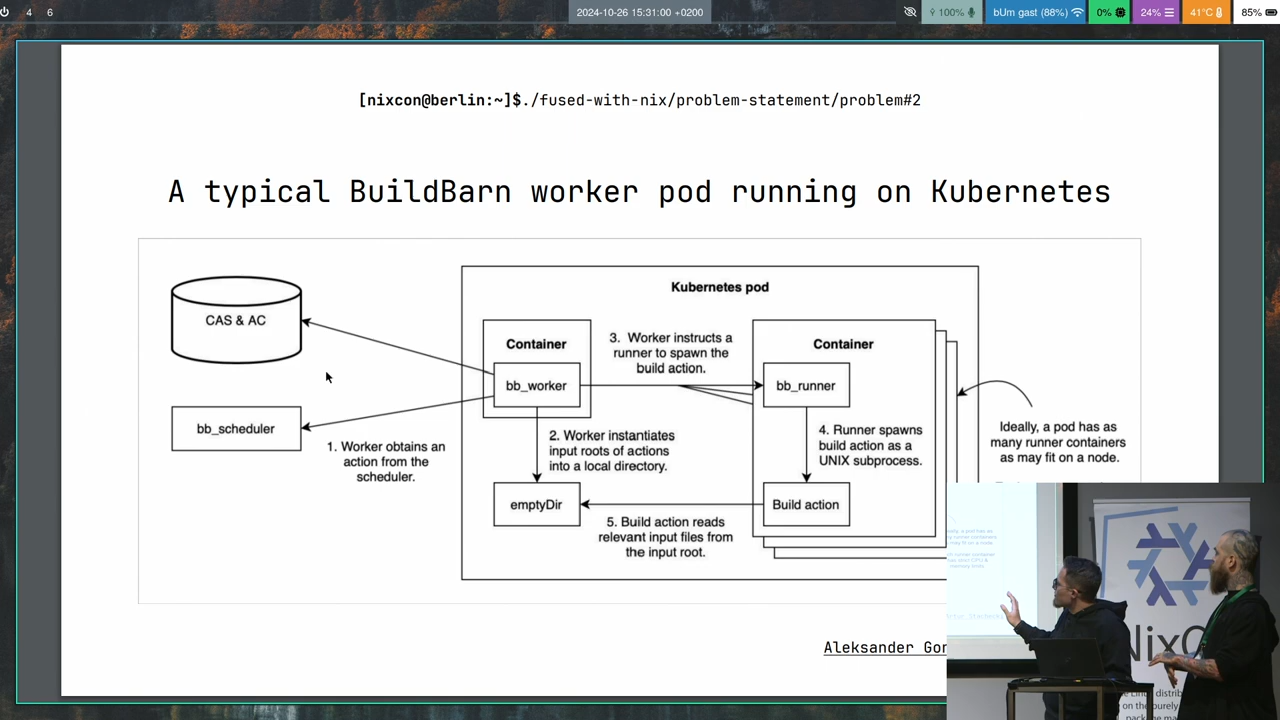 4 6 2024-10-26 15:31:00 +0200 100% bUm gast (88%) 0% 24% 41°C 85%
[nixcon@berlin:~]$./fused-with-nix/problem-statement/problem#2
A typical BuildBarn worker pod running on Kubernetes
Kubernetes pod
CAS & AC
Container
bb_worker
3. Worker instructs a
runner to spawn the
build action.
Container
bb_runner
bb_scheduler
1. Worker obtains an
action from the
scheduler.
2. Worker instantiates
input roots of actions
into a local directory.
4. Runner spawns
build action as a
UNIX subprocess.
Ideally, a pod has as
many runner containers
as may fit on a node.
emptyDir
Build action
5. Build action reads
relevant input files from
the input root.
Aleksander